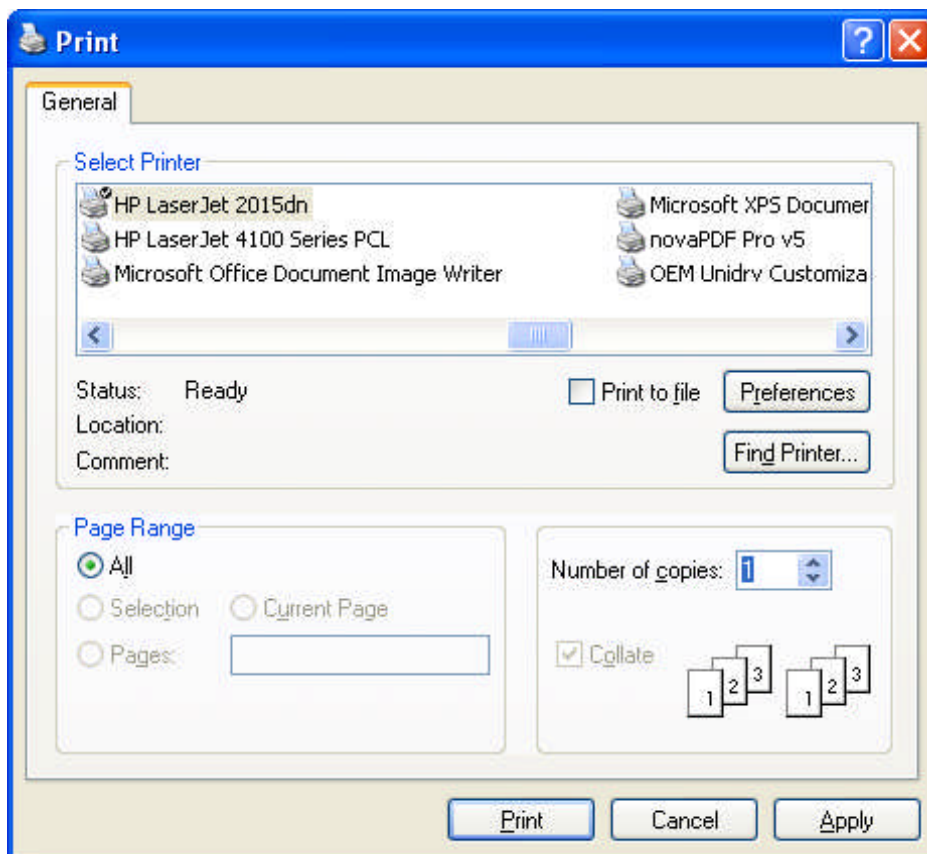 Print
General
Select Printer
HP LaserJet 2015dn
HP LaserJet 4100 Series PCL
Microsoft Office Document Image Writer
Microsoft XPS Documer
novaPDF Pro v5
OEM Unidrv Customiza
Status: Ready
Print to file
Preferences
Location:
Comment:
Find Printer...
Page Range
All
Selection
Current Page
Pages:
Number of copies: 1
Collate
1 2 3 1 2 3
Print
Cancel
Apply